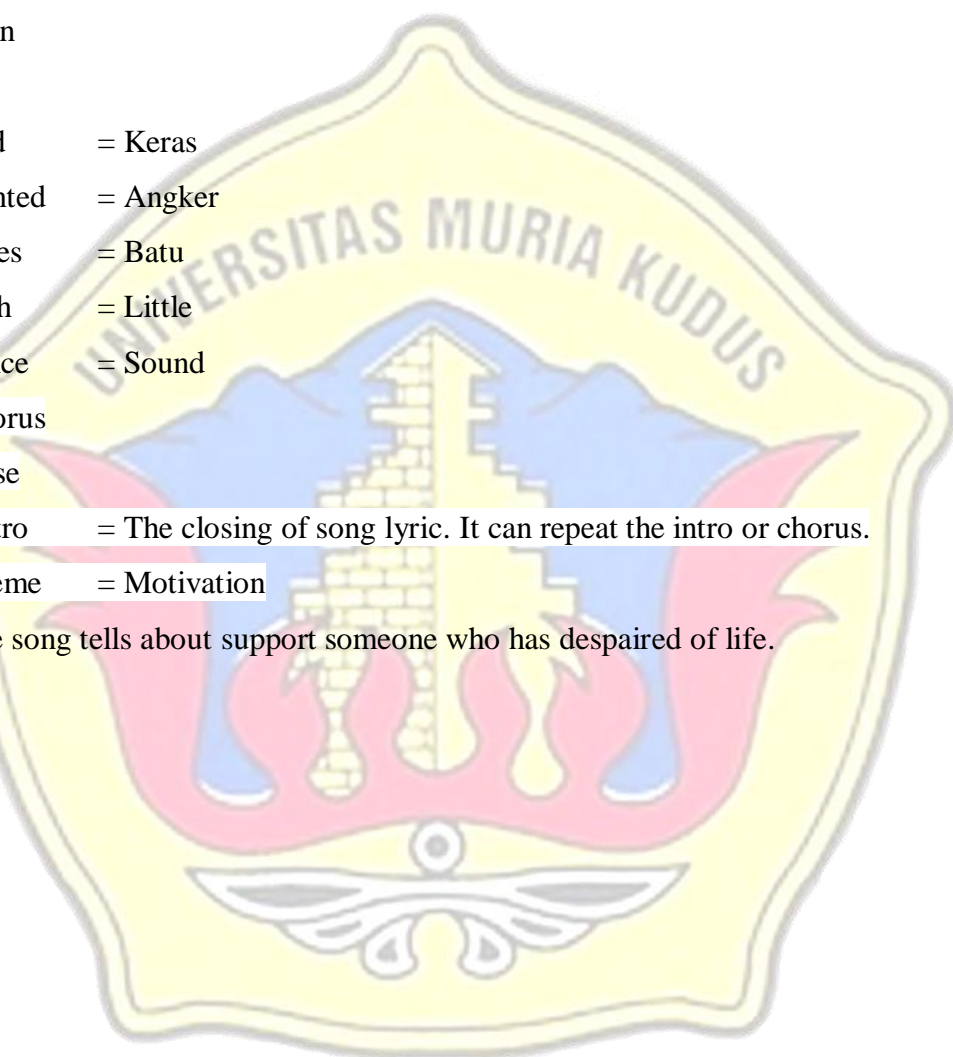 n
d = Keras
nted = Angker
es = Batu
h = Little
ce = Sound
orus
se
tro = The closing of song lyric. It can repeat the intro or chorus.
eme = Motivation
e song tells about support someone who has despaired of life.
UNIVERSITAS MURIA KUDUS